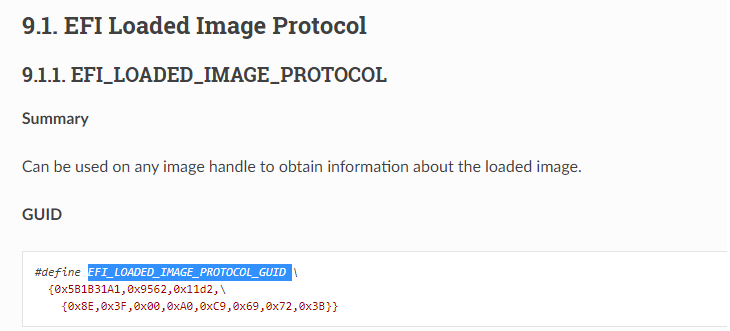 9.1. EFI Loaded Image Protocol
9.1.1. EFI_LOADED_IMAGE_PROTOCOL
Summary
Can be used on any image handle to obtain information about the loaded image.
GUID
#define EFI_LOADED_IMAGE_PROTOCOL_GUID \
{0x5B1B31A1,0x9562,0x11d2,\
{0x8E,0x3F,0x00,0xA0,0xC9,0x69,0x72,0x3B}}